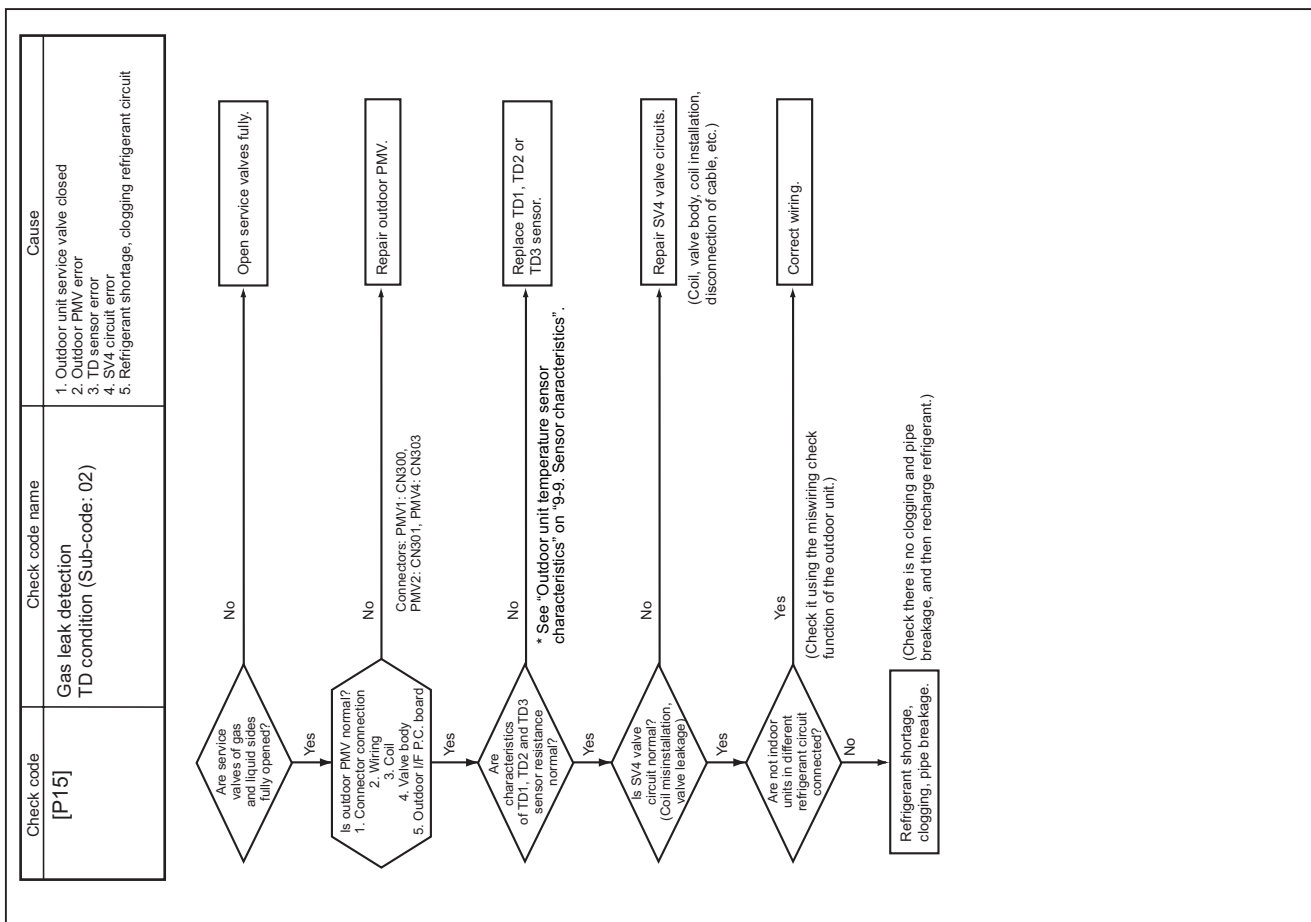 Check code
Check code name
Cause
[P15]
Gas leak detection
TD condition (Sub-code: 02)
1. Outdoor unit service valve closed
2. Outdoor PMV error
3. TD sensor error
4. SV4 circuit error
5. Refrigerant shortage, clogging refrigerant circuit
Are service
valves of gas
and liquid sides
fully opened?
No
Open service valves fully.
Yes
Is outdoor PMV normal?
1. Connector connection
2. Wiring
3. Coil
4. Valve body
5. Outdoor I/F P.C. board
No
Repair outdoor PMV.
Connectors: PMV1: CN300,
PMV2: CN301, PMV4: CN303
Yes
Are
characteristics
of TD1, TD2 and TD3
sensor resistance
normal?
No
Replace TD1, TD2 or
TD3 sensor.
* See “Outdoor unit temperature sensor
characteristics” on “9-9. Sensor characteristics”.
Yes
Is SV4 valve
circuit normal?
(Coil misinstallation,
valve leakage)
No
Repair SV4 valve circuits.
(Coil, valve body, coil installation,
disconnection of cable, etc.)
Yes
Are not indoor
units in different
refrigerant circuit
connected?
Yes
Correct wiring.
(Check it using the miswiring check
function of the outdoor unit.)
No
Refrigerant shortage,
clogging, pipe breakage.
(Check there is no clogging and pipe
breakage, and then recharge refrigerant.)